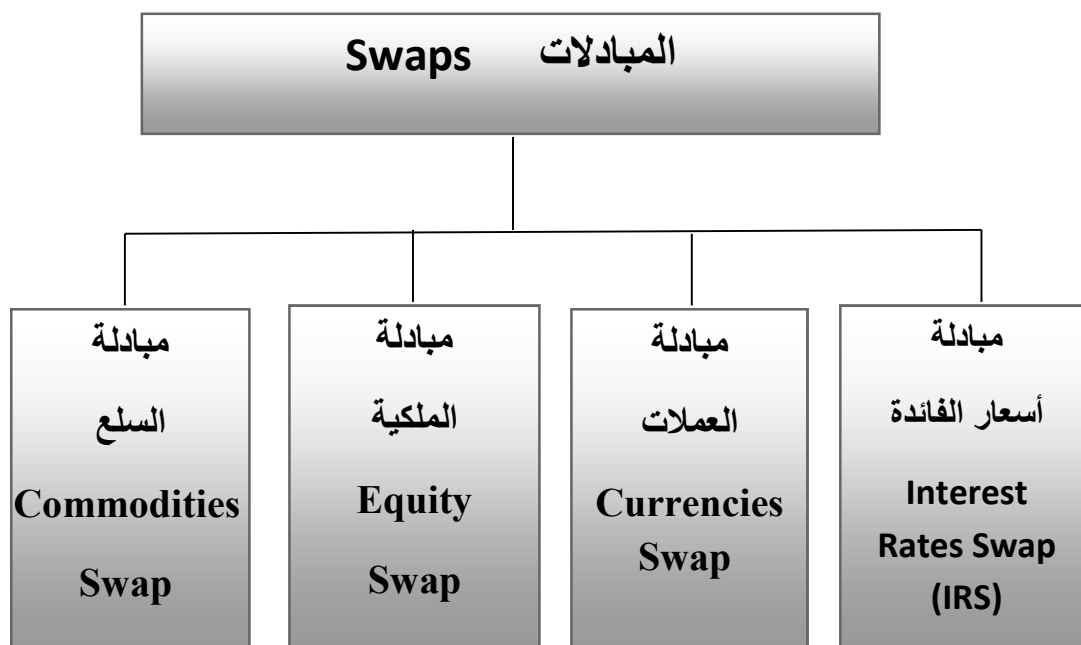 المبادلات Swaps
مبادلة
أسعار الفائدة
Interest
Rates Swap
(IRS)
مبادلة
العملات
Currencies
Swap
مبادلة
الملكية
Equity
Swap
مبادلة
السلع
Commodities
Swap